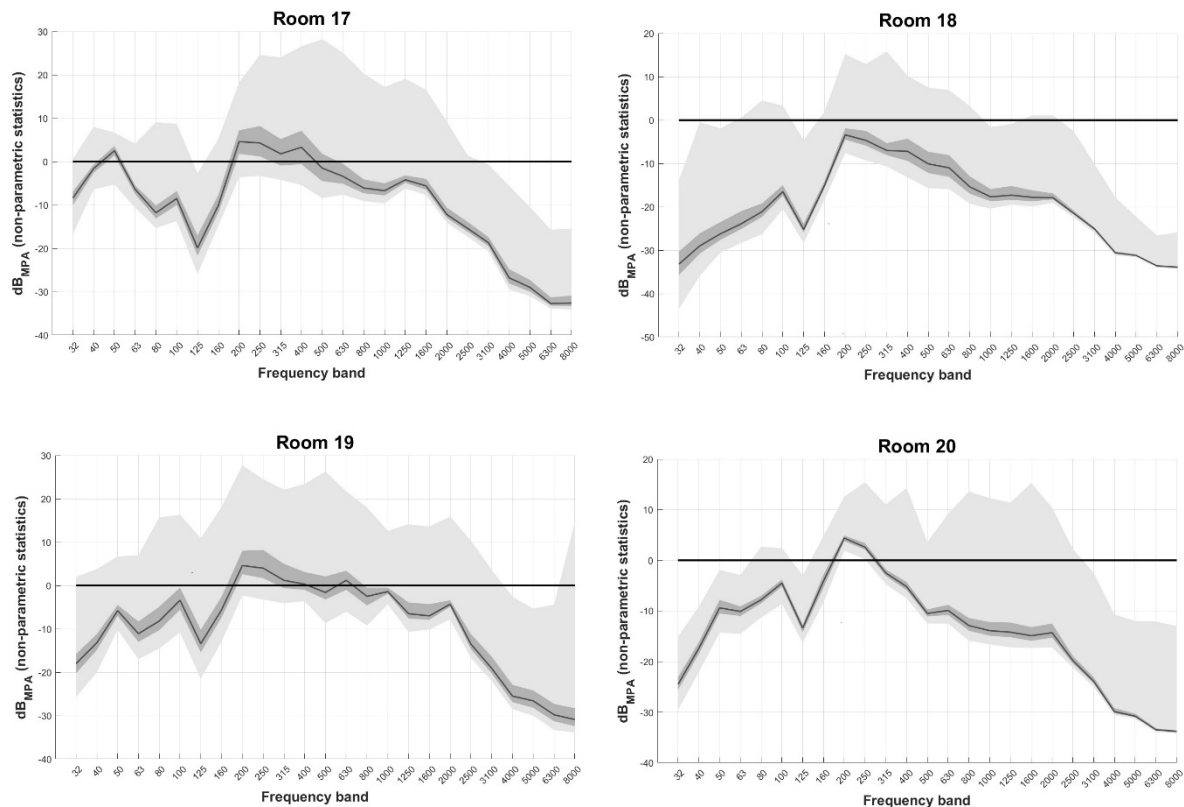 Room 17
30
20
10
0
-10
-20
-30
-40
dBMPA (non-parametric statistics)
32 40 50 63 80 100 125 160 200 250 315 400 500 630 800 1000 1250 1600 2000 2500 3100 4000 5000 6300 8000
Frequency band
Room 18
20
10
0
-10
-20
-30
-40
-50
dBMPA (non-parametric statistics)
32 40 50 63 80 100 125 160 200 250 315 400 500 630 800 1000 1250 1600 2000 2500 3100 4000 5000 6300 8000
Frequency band
Room 19
30
20
10
0
-10
-20
-30
-40
dBMPA (non-parametric statistics)
32 40 50 63 80 100 125 160 200 250 315 400 500 630 800 1000 1250 1600 2000 2500 3100 4000 5000 6300 8000
Frequency band
Room 20
20
10
0
-10
-20
-30
-40
dBMPA (non-parametric statistics)
32 40 50 63 80 100 125 160 200 250 315 400 500 630 800 1000 1250 1600 2000 2500 3100 4000 5000 6300 8000
Frequency band